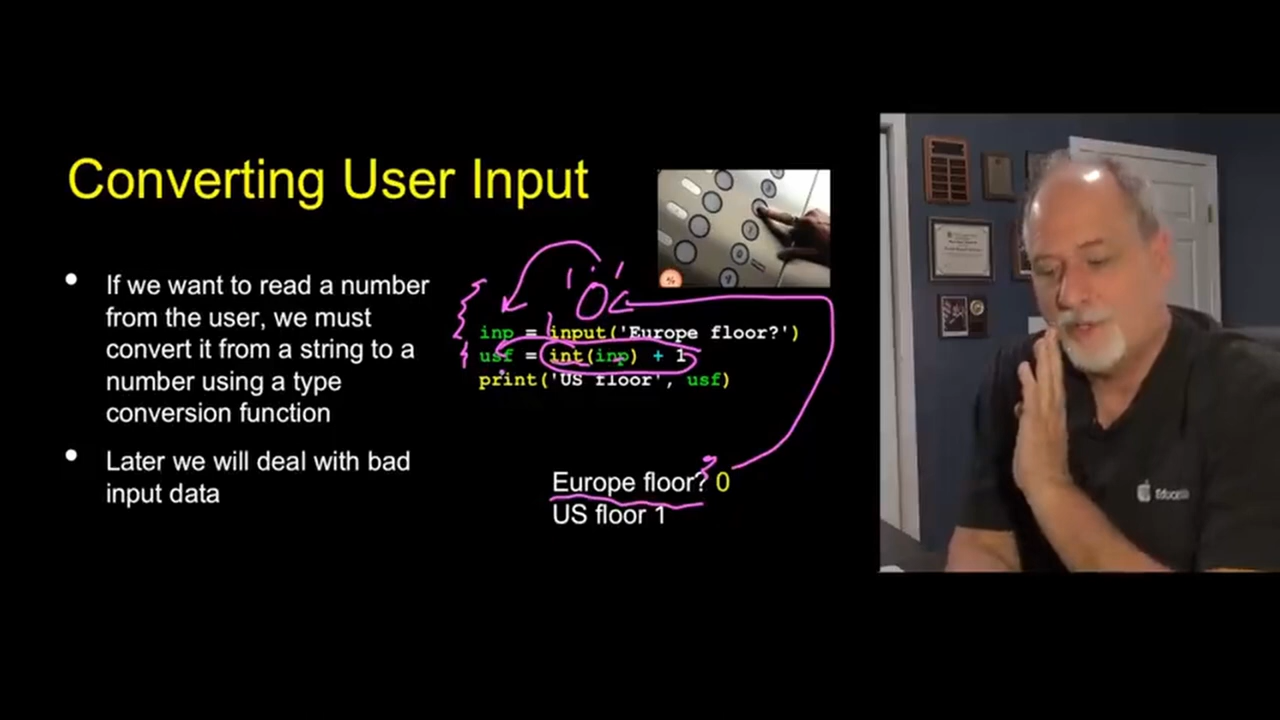 Converting User Input
If we want to read a number
from the user, we must
convert it from a string to a
number using a type
conversion function
Later we will deal with bad
input data
'0'
inp = input('Europe floor?')
usf = int(inp) + 1
print('US floor', usf)
Europe floor? 0
US floor 1